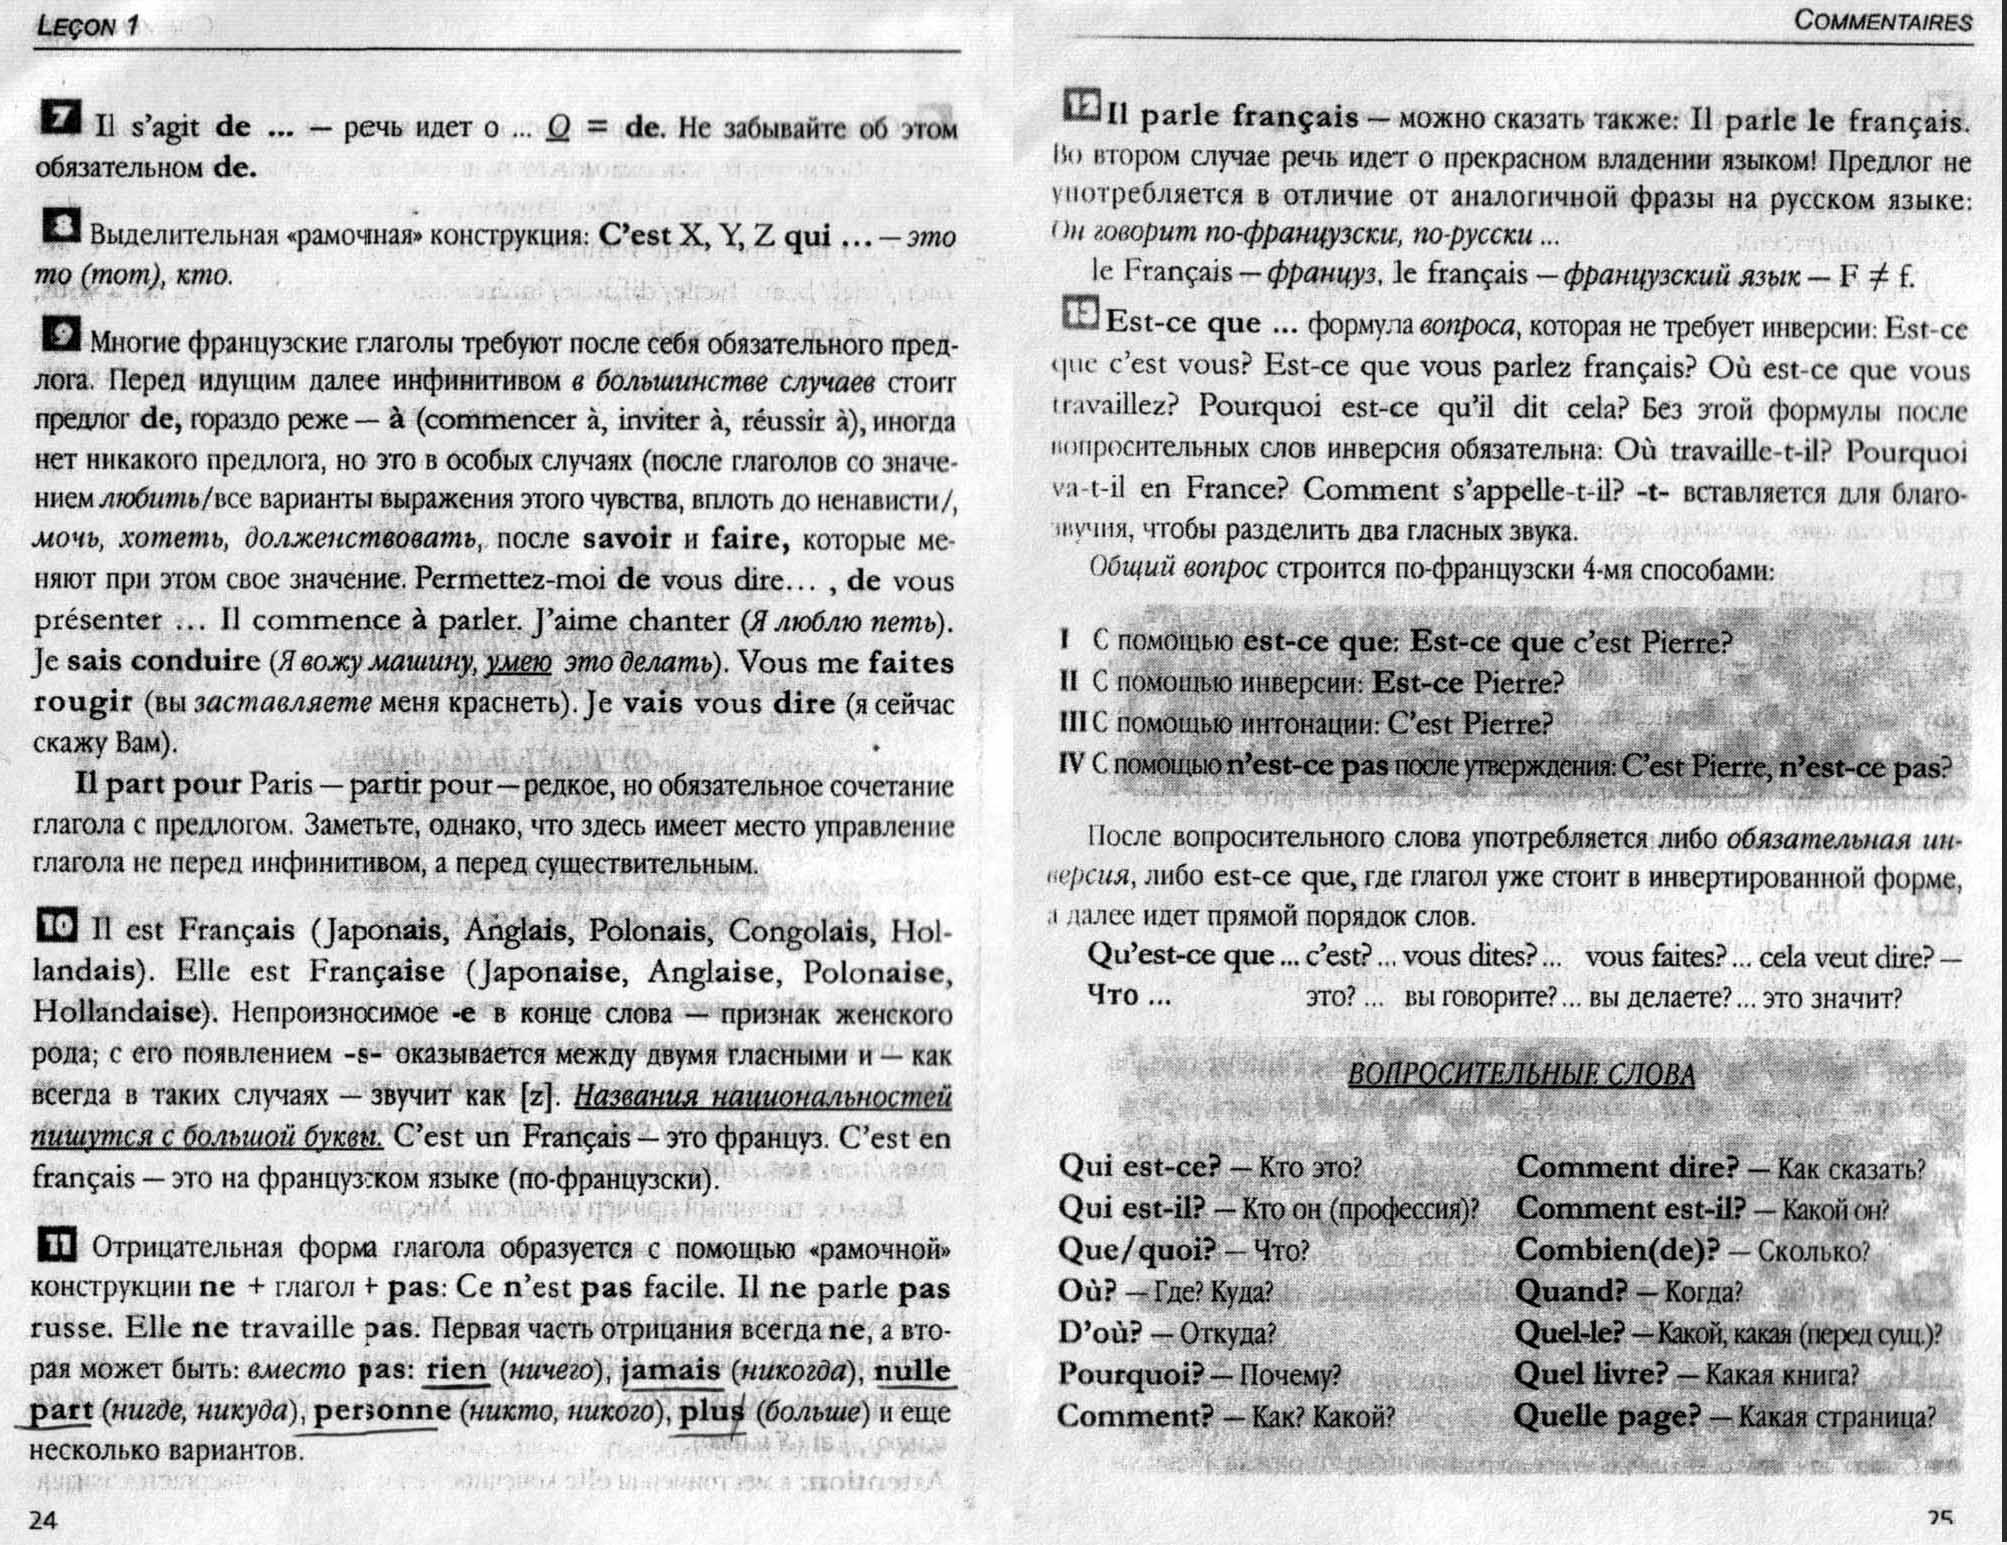 LEÇON 1
7 Il s’agit de ... — речь идет о ... О = de. Не забывайте об этом
обязательном de.
8 Выделительная «рамочная» конструкция: C’est X, Y, Z qui ... — это
то (тот), кто.
9 Многие французские глаголы требуют после себя обязательного пред-
лога. Перед идущим далее инфинитивом в большинстве случаев стоит
предлог de, гораздо реже — à (commencer à, inviter à, réussir à), иногда
нет никакого предлога, но это в особых случаях (после глаголов со значе-
нием любить/все варианты выражения этого чувства, вплоть до ненависти/,
мочь, хотеть, долженствовать, после savoir и faire, которые ме-
няют при этом свое значение. Permettez-moi de vous dire... , de vous
présenter ... Il commence à parler. J’aime chanter (Я люблю петь).
Je sais conduire (Я вожу машину, умею это делать). Vous me faites
rougir (вы заставляете меня краснеть). Je vais vous dire (я сейчас
скажу Вам).
Il part pour Paris — partir pour — редкое, но обязательное сочетание
глагола с предлогом. Заметьте, однако, что здесь имеет место управление
глагола не перед инфинитивом, а перед существительным.
10 Il est Français (Japonais, Anglais, Polonais, Congolais, Hol-
landais). Elle est Française (Japonaise, Anglaise, Polonaise,
Hollandaise). Непроизносимое -e в конце слова — признак женского
рода; с его появлением -s- оказывается между двумя гласными и — как
всегда в таких случаях — звучит как [z]. Названия национальностей
пишутся с большой буквы. C’est un Français — это француз. C’est en
français — это на французском языке (по-французски).
11 Отрицательная форма глагола образуется с помощью «рамочной»
конструкции ne + глагол + pas: Ce n’est pas facile. Il ne parle pas
russe. Elle ne travaille pas. Первая часть отрицания всегда ne, а вто-
рая может быть: вместо pas: rien (ничего), jamais (никогда), nulle
part (нигде, никуда), personne (никто, никого), plus (больше) и еще
несколько вариантов.
24
COMMENTAIRES
12 Il parle français — можно сказать также: Il parle le français.
Во втором случае речь идет о прекрасном владении языком! Предлог не
употребляется в отличие от аналогичной фразы на русском языке:
Он говорит по-французски, по-русски ...
le Français — француз, le français — французский язык — F ≠ f.
13 Est-ce que ... формула вопроса, которая не требует инверсии: Est-ce
que c’est vous? Est-ce que vous parlez français? Où est-ce que vous
travaillez? Pourquoi est-ce qu’il dit cela? Без этой формулы после
вопросительных слов инверсия обязательна: Où travaille-t-il? Pourquoi
va-t-il en France? Comment s’appelle-t-il? -t- вставляется для благо-
звучия, чтобы разделить два гласных звука.
Общий вопрос строится по-французски 4-мя способами:
I С помощью est-ce que: Est-ce que c’est Pierre?
II С помощью инверсии: Est-ce Pierre?
III С помощью интонации: C’est Pierre?
IV С помощью n’est-ce pas после утверждения: C’est Pierre, n’est-ce pas?
После вопросительного слова употребляется либо обязательная ин-
версия, либо est-ce que, где глагол уже стоит в инвертированной форме,
а далее идет прямой порядок слов.
Qu’est-ce que ... c’est? ... vous dites? ... vous faites? ... cela veut dire? —
Что ... это? ... вы говорите? ... вы делаете? ... это значит?
ВОПРОСИТЕЛЬНЫЕ СЛОВА
Qui est-ce? — Кто это?
Qui est-il? — Кто он (профессия)?
Que/quoi? — Что?
Où? — Где? Куда?
D’où? — Откуда?
Pourquoi? — Почему?
Comment? — Как? Какой?
Comment dire? — Как сказать?
Comment est-il? — Какой он?
Combien(de)? — Сколько?
Quand? — Когда?
Quel-le? — Какой, какая (перед сущ.)?
Quel livre? — Какая книга?
Quelle page? — Какая страница?
25